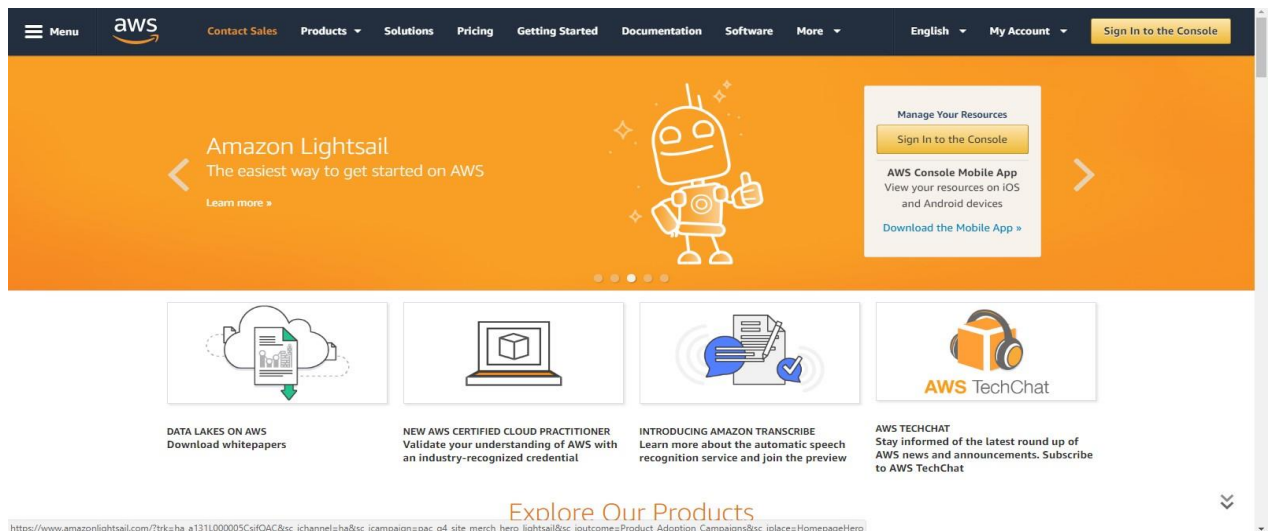 Menu
aws
Contact Sales
Products
Solutions
Pricing
Getting Started
Documentation
Software
More
English
My Account
Sign In to the Console
Amazon Lightsail
The easiest way to get started on AWS
Learn more »
Manage Your Resources
Sign In to the Console
AWS Console Mobile App
View your resources on iOS
and Android devices
Download the Mobile App »
AWS TechChat
DATA LAKES ON AWS
Download whitepapers
NEW AWS CERTIFIED CLOUD PRACTITIONER
Validate your understanding of AWS with
an industry-recognized credential
INTRODUCING AMAZON TRANSCRIBE
Learn more about the automatic speech
recognition service and join the preview
AWS TECHCHAT
Stay informed of the latest round up of
AWS news and announcements. Subscribe
to AWS TechChat
Explore Our Products